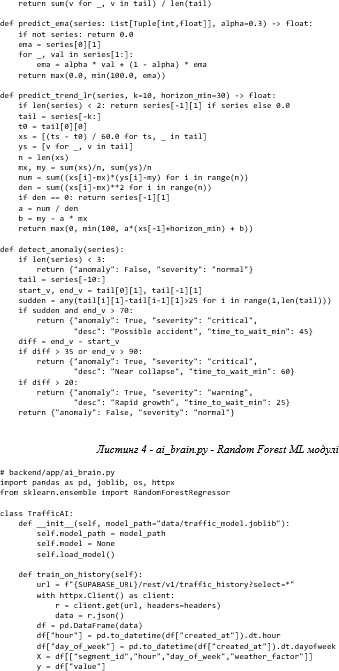 return sum(v for _, v in tail) / len(tail)

def predict_ema(series: List[Tuple[int,float]], alpha=0.3) -> float:
    if not series: return 0.0
    ema = series[0][1]
    for _, val in series[1:]:
        ema = alpha * val + (1 - alpha) * ema
    return max(0.0, min(100.0, ema))

def predict_trend_lr(series, k=10, horizon_min=30) -> float:
    if len(series) < 2: return series[-1][1] if series else 0.0
    tail = series[-k:]
    t0 = tail[0][0]
    xs = [(ts - t0) / 60.0 for ts, _ in tail]
    ys = [v for _, v in tail]
    n = len(xs)
    mx, my = sum(xs)/n, sum(ys)/n
    num = sum((xs[i]-mx)*(ys[i]-my) for i in range(n))
    den = sum((xs[i]-mx)**2 for i in range(n))
    if den == 0: return series[-1][1]
    a = num / den
    b = my - a * mx
    return max(0, min(100, a*(xs[-1]+horizon_min) + b))

def detect_anomaly(series):
    if len(series) < 3:
        return {"anomaly": False, "severity": "normal"}
    tail = series[-10:]
    start_v, end_v = tail[0][1], tail[-1][1]
    sudden = any(tail[i][1]-tail[i-1][1]>25 for i in range(1,len(tail)))
    if sudden and end_v > 70:
        return {"anomaly": True, "severity": "critical",
                "desc": "Possible accident", "time_to_wait_min": 45}
    diff = end_v - start_v
    if diff > 35 or end_v > 90:
        return {"anomaly": True, "severity": "critical",
                "desc": "Near collapse", "time_to_wait_min": 60}
    if diff > 20:
        return {"anomaly": True, "severity": "warning",
                "desc": "Rapid growth", "time_to_wait_min": 25}
    return {"anomaly": False, "severity": "normal"}

Листинг 4 - ai_brain.py - Random Forest ML модулі

# backend/app/ai_brain.py
import pandas as pd, joblib, os, httpx
from sklearn.ensemble import RandomForestRegressor

class TrafficAI:
    def __init__(self, model_path="data/traffic_model.joblib"):
        self.model_path = model_path
        self.model = None
        self.load_model()

    def train_on_history(self):
        url = f"{SUPABASE_URL}/rest/v1/traffic_history?select=*"
        with httpx.Client() as client:
            r = client.get(url, headers=headers)
            data = r.json()
        df = pd.DataFrame(data)
        df["hour"] = pd.to_datetime(df["created_at"]).dt.hour
        df["day_of_week"] = pd.to_datetime(df["created_at"]).dt.dayofweek
        X = df[["segment_id","hour","day_of_week","weather_factor"]]
        y = df["value"]